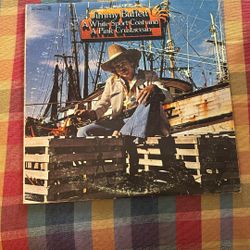 Jimmy Buffett
A White Sport Coat and
A Pink Crustacean